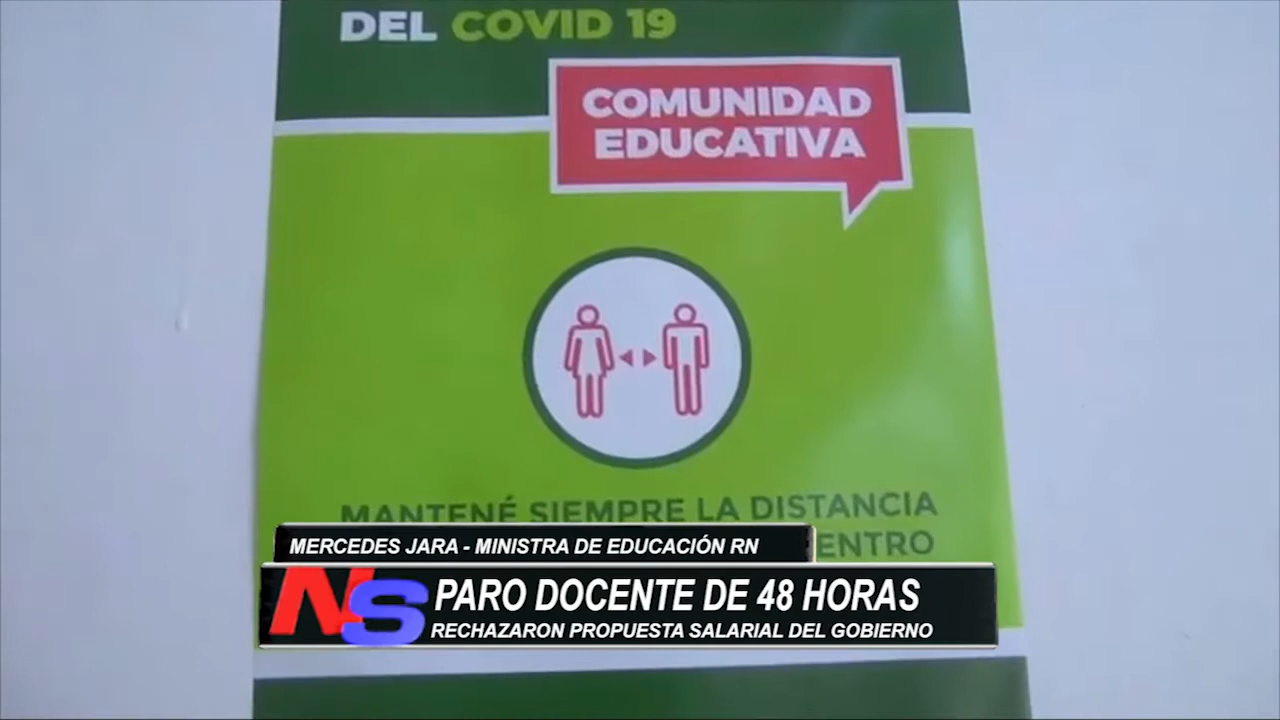 DEL COVID 19
COMUNIDAD
EDUCATIVA
MANTENÉ SIEMPRE LA DISTANCIA
ENTRO
MERCEDES JARA - MINISTRA DE EDUCACIÓN RN
NS
PARO DOCENTE DE 48 HORAS
RECHAZARON PROPUESTA SALARIAL DEL GOBIERNO